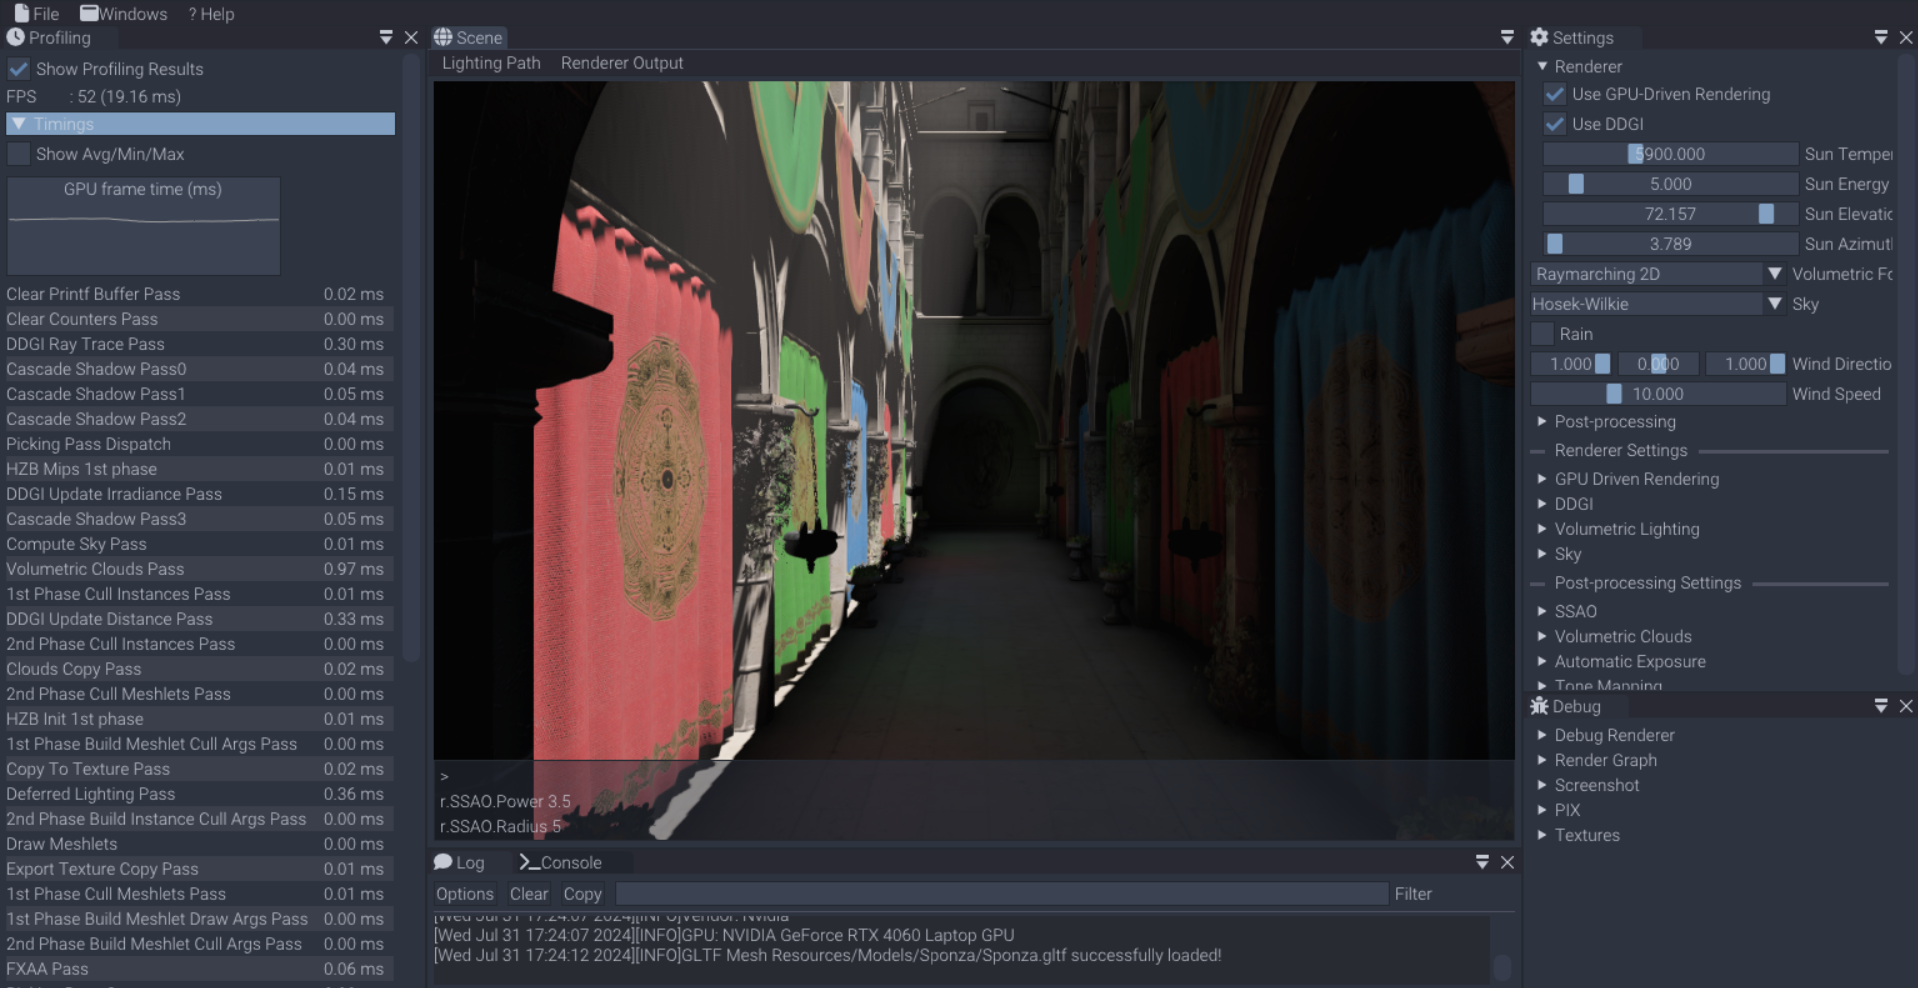 File Windows ? Help
Profiling
Show Profiling Results
FPS : 52 (19.16 ms)
Timings
Show Avg/Min/Max
GPU frame time (ms)
Clear Printf Buffer Pass 0.02 ms
Clear Counters Pass 0.00 ms
DDGI Ray Trace Pass 0.30 ms
Cascade Shadow Pass0 0.04 ms
Cascade Shadow Pass1 0.05 ms
Cascade Shadow Pass2 0.04 ms
Picking Pass Dispatch 0.00 ms
HZB Mips 1st phase 0.01 ms
DDGI Update Irradiance Pass 0.15 ms
Cascade Shadow Pass3 0.05 ms
Compute Sky Pass 0.01 ms
Volumetric Clouds Pass 0.97 ms
1st Phase Cull Instances Pass 0.01 ms
DDGI Update Distance Pass 0.33 ms
2nd Phase Cull Instances Pass 0.00 ms
Clouds Copy Pass 0.02 ms
2nd Phase Cull Meshlets Pass 0.00 ms
HZB Init 1st phase 0.01 ms
1st Phase Build Meshlet Cull Args Pass 0.00 ms
Copy To Texture Pass 0.02 ms
Deferred Lighting Pass 0.36 ms
2nd Phase Build Instance Cull Args Pass 0.00 ms
Draw Meshlets 0.00 ms
Export Texture Copy Pass 0.01 ms
1st Phase Cull Meshlets Pass 0.01 ms
1st Phase Build Meshlet Draw Args Pass 0.00 ms
2nd Phase Build Meshlet Cull Args Pass 0.00 ms
FXAA Pass 0.06 ms
Scene
Lighting Path Renderer Output
>
r.SSAO.Power 3.5
r.SSAO.Radius 5
Log >_Console
Options Clear Copy Filter
[Wed Jul 31 17:24:07 2024][INFO]Vendor: Nvidia
[Wed Jul 31 17:24:07 2024][INFO]GPU: NVIDIA GeForce RTX 4060 Laptop GPU
[Wed Jul 31 17:24:12 2024][INFO]GLTF Mesh Resources/Models/Sponza/Sponza.gltf successfully loaded!
Settings
Renderer
Use GPU-Driven Rendering
Use DDGI
5900.000 Sun Temper
5.000 Sun Energy
72.157 Sun Elevatic
3.789 Sun Azimut
Raymarching 2D Volumetric Fo
Hosek-Wilkie Sky
Rain
1.000 0.000 1.000 Wind Directio
10.000 Wind Speed
Post-processing
Renderer Settings
GPU Driven Rendering
DDGI
Volumetric Lighting
Sky
Post-processing Settings
SSAO
Volumetric Clouds
Automatic Exposure
Tone Mapping
Debug
Debug Renderer
Render Graph
Screenshot
PIX
Textures